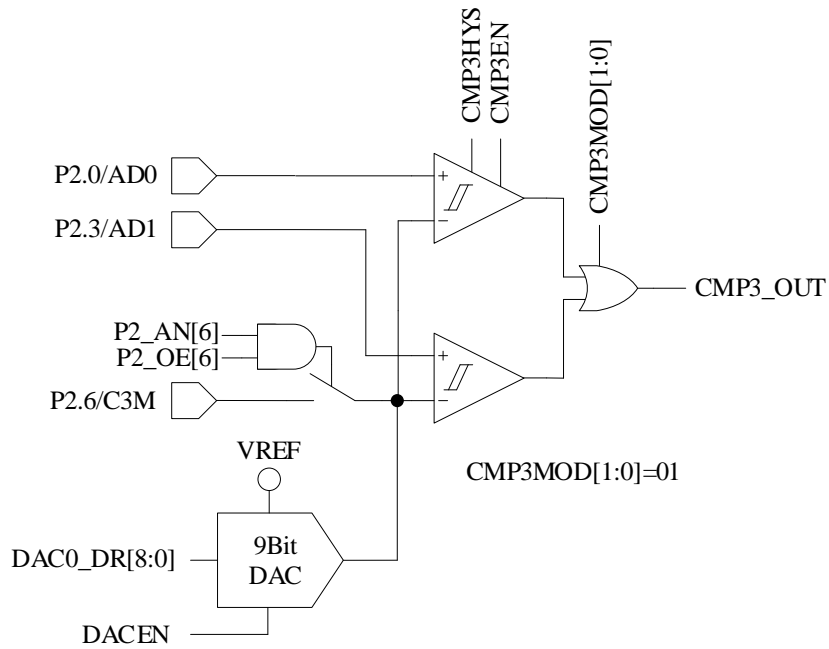 CMP3HYS
CMP3EN
CMP3MOD[1:0]
P2.0/AD0
+
−
P2.3/AD1
CMP3_OUT
P2_AN[6]
P2_OE[6]
+
−
P2.6/C3M
VREF
CMP3MOD[1:0]=01
DAC0_DR[8:0]
9Bit
DAC
DACEN